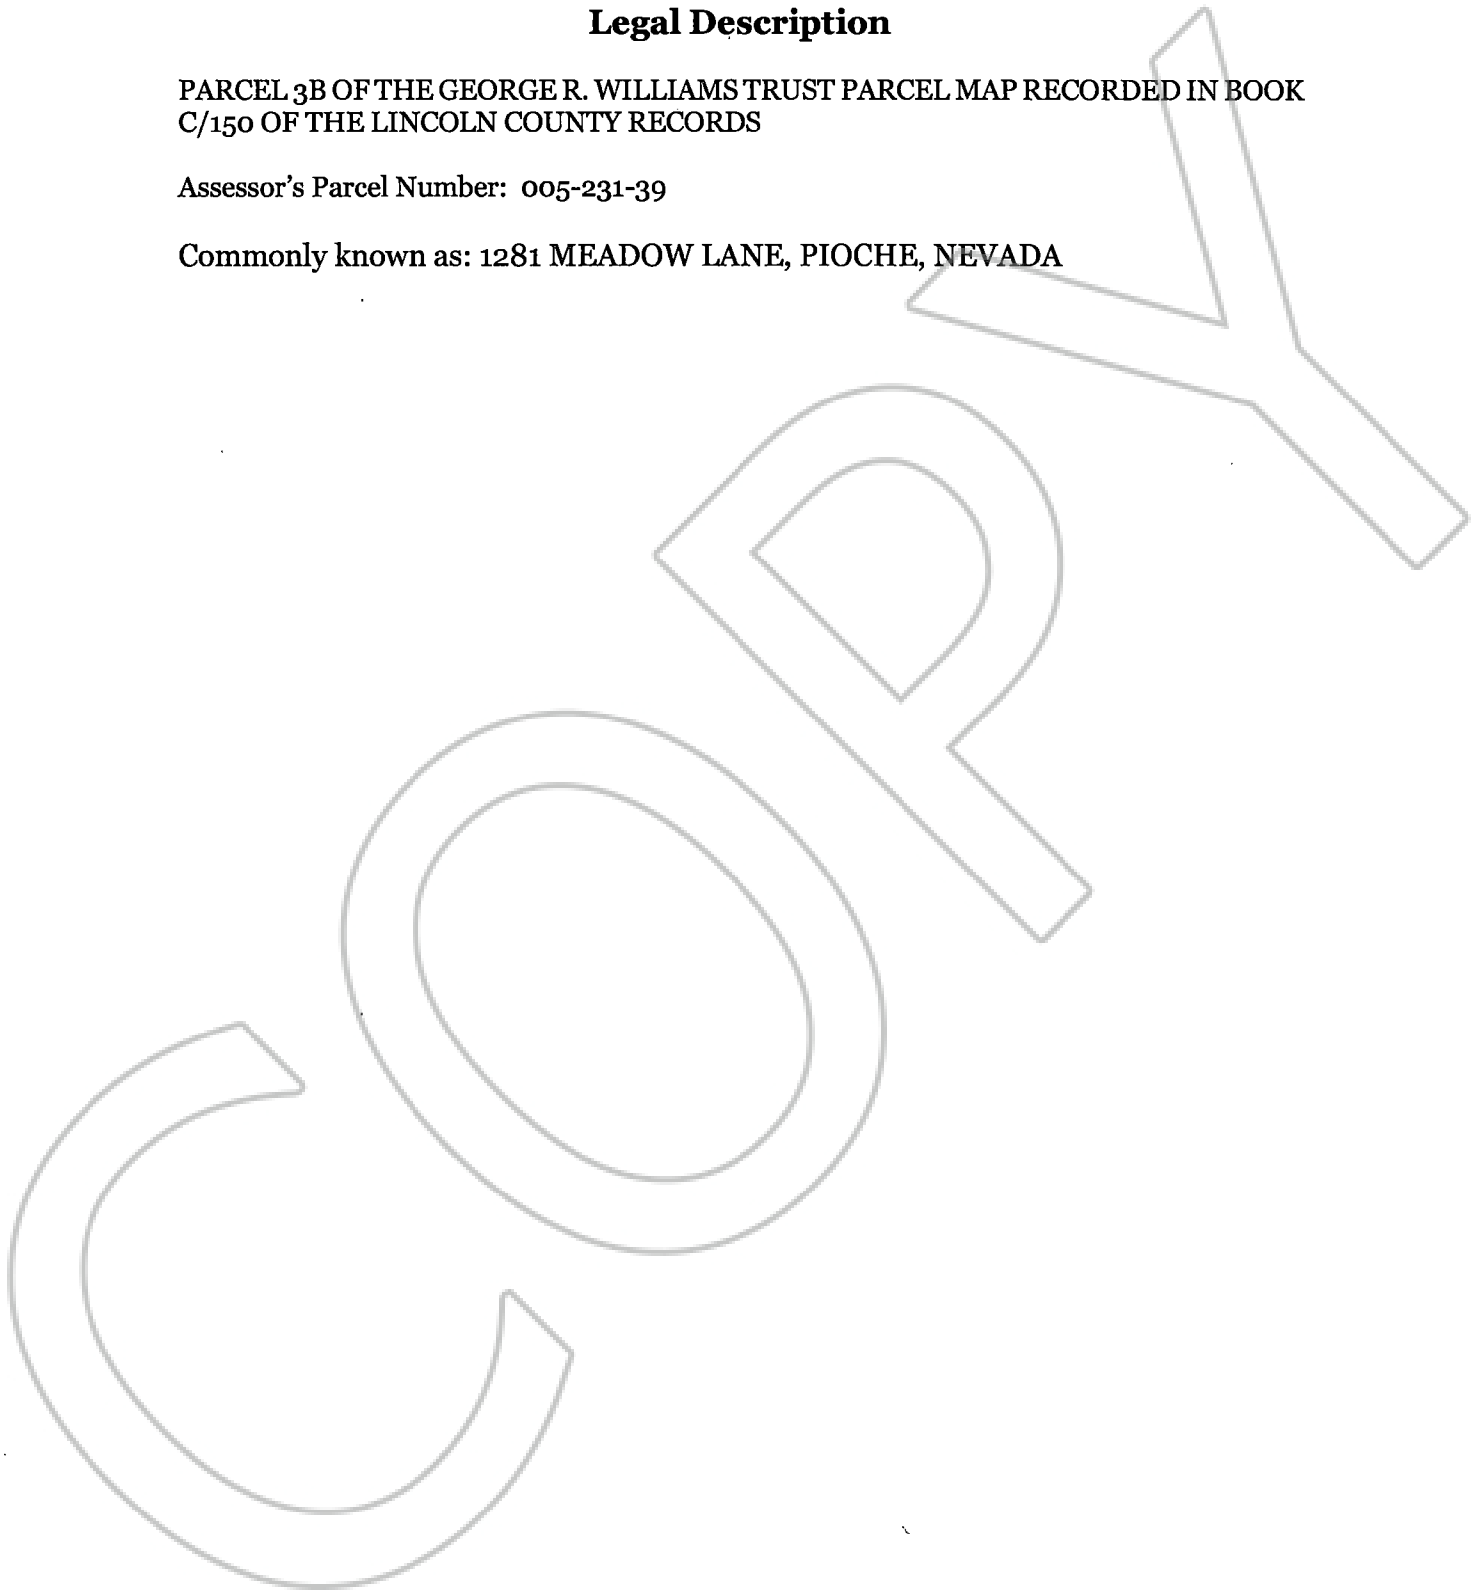 Legal Description
PARCEL 3B OF THE GEORGE R. WILLIAMS TRUST PARCEL MAP RECORDED IN BOOK
C/150 OF THE LINCOLN COUNTY RECORDS
Assessor's Parcel Number: 005-231-39
Commonly known as: 1281 MEADOW LANE, PIOCHE, NEVADA
COPY